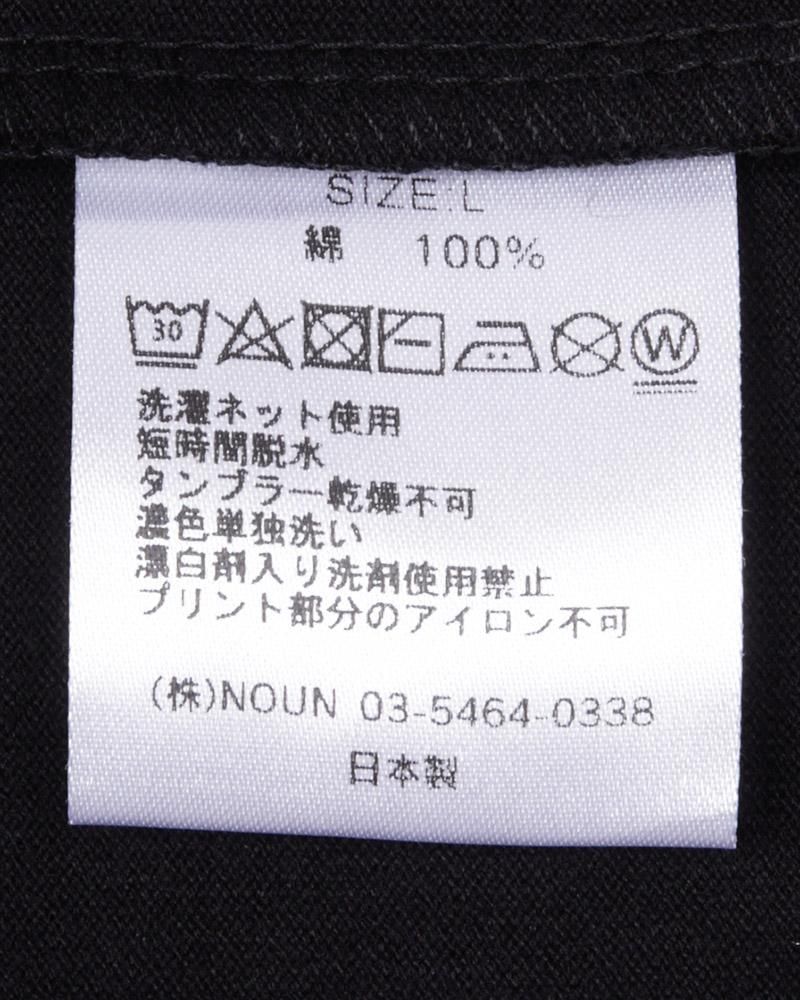 SIZE:L
綿 100%
30
W
洗濯ネット使用
短時間脱水
タンブラー乾燥不可
濃色単独洗い
漂白剤入り洗剤使用禁止
プリント部分のアイロン不可
(株)NOUN 03-5464-0338
日本製